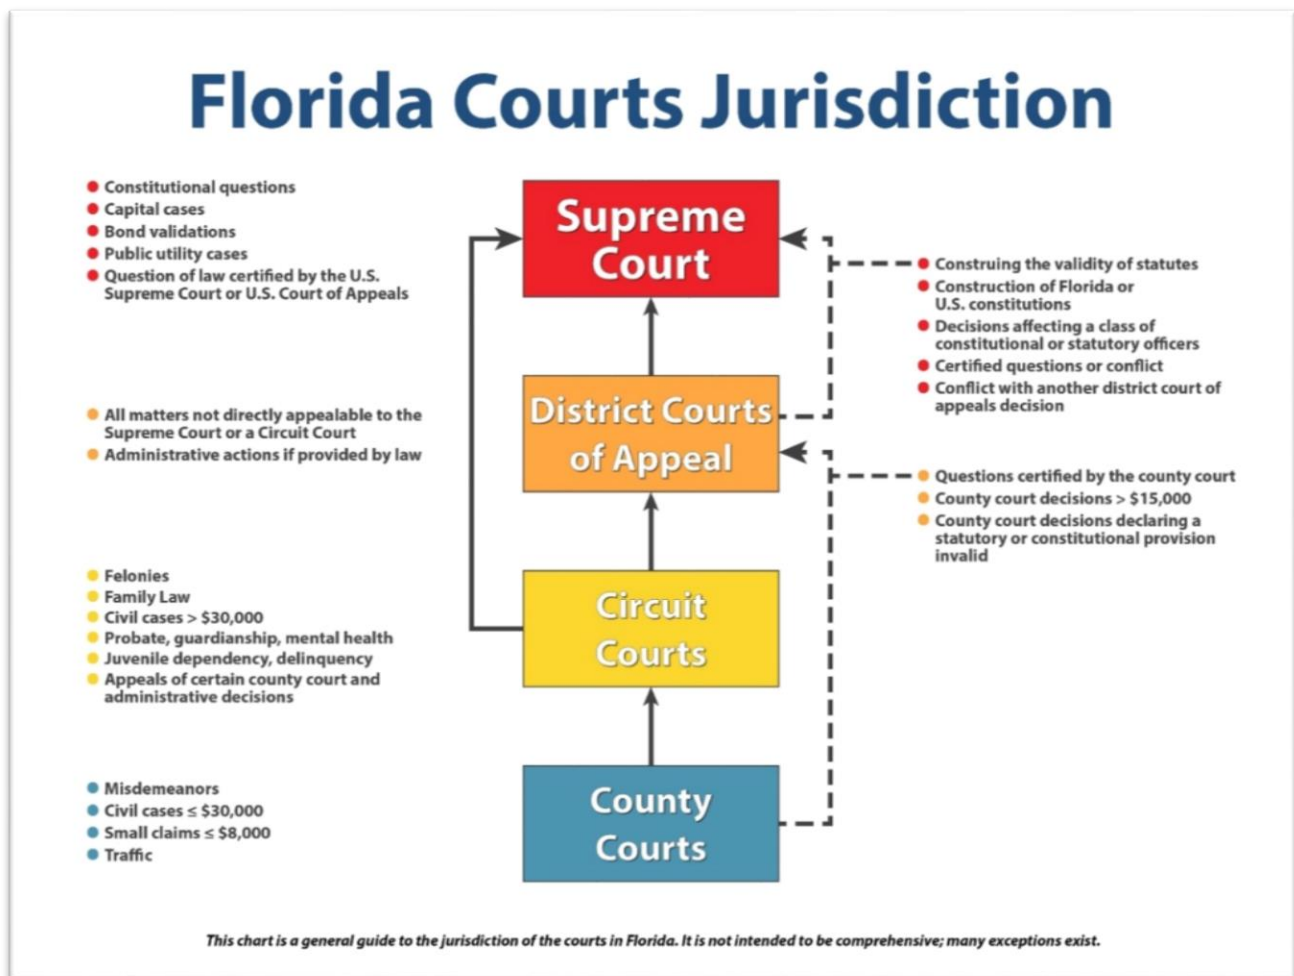 Florida Courts Jurisdiction
Constitutional questions
Capital cases
Bond validations
Public utility cases
Question of law certified by the U.S.
Supreme Court or U.S. Court of Appeals
Supreme
Court
Construing the validity of statutes
Construction of Florida or
U.S. constitutions
Decisions affecting a class of
constitutional or statutory officers
Certified questions or conflict
Conflict with another district court of
appeals decision
All matters not directly appealable to the
Supreme Court or a Circuit Court
Administrative actions if provided by law
District Courts
of Appeal
Questions certified by the county court
County court decisions > $15,000
County court decisions declaring a
statutory or constitutional provision
invalid
Felonies
Family Law
Civil cases > $30,000
Probate, guardianship, mental health
Juvenile dependency, delinquency
Appeals of certain county court and
administrative decisions
Circuit
Courts
Misdemeanors
Civil cases ≤ $30,000
Small claims ≤ $8,000
Traffic
County
Courts
This chart is a general guide to the jurisdiction of the courts in Florida. It is not intended to be comprehensive; many exceptions exist.